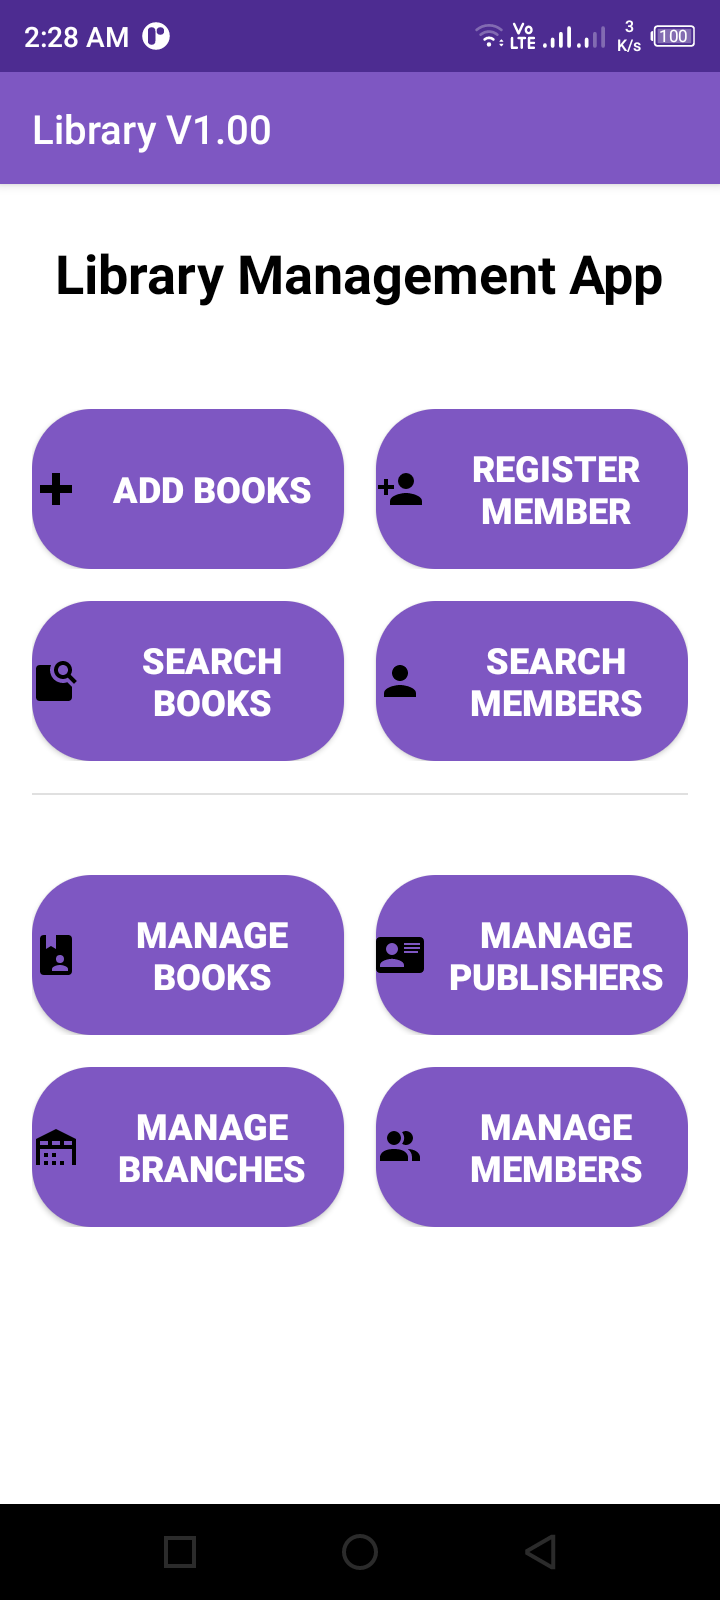 2:28 AM
Vo
LTE
3
K/s
100
Library V1.00
Library Management App
ADD BOOKS
REGISTER
MEMBER
SEARCH
BOOKS
SEARCH
MEMBERS
MANAGE
BOOKS
MANAGE
PUBLISHERS
MANAGE
BRANCHES
MANAGE
MEMBERS